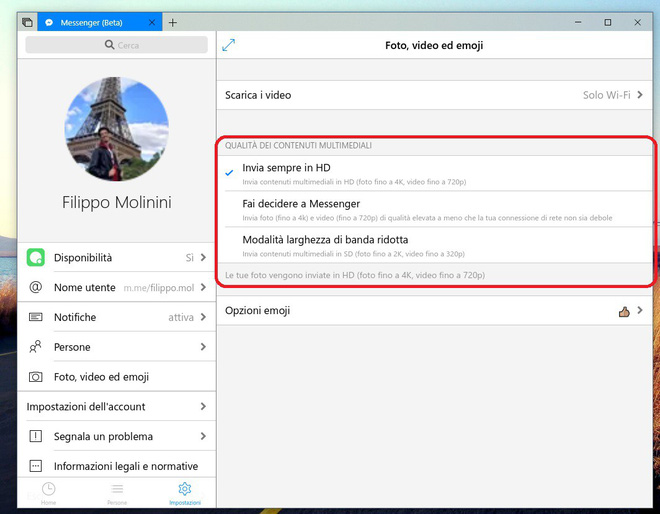 Messenger (Beta)
Cerca
Filippo Molinini
Disponibilità Sì
Nome utente m.me/filippo.mol
Notifiche attiva
Persone
Foto, video ed emoji
Impostazioni dell'account
Segnala un problema
Informazioni legali e normative
Home
Persone
Impostazioni
Foto, video ed emoji
Scarica i video Solo Wi-Fi
QUALITÀ DEI CONTENUTI MULTIMEDIALI
Invia sempre in HD
Invia contenuti multimediali in HD (foto fino a 4K, video fino a 720p)
Fai decidere a Messenger
Invia foto (fino a 4k) e video (fino a 720p) di qualità elevata a meno che la tua connessione di rete non sia debole
Modalità larghezza di banda ridotta
Invia contenuti multimediali in SD (foto fino a 2K, video fino a 320p)
Le tue foto vengono inviate in HD (foto fino a 4K, video fino a 720p)
Opzioni emoji